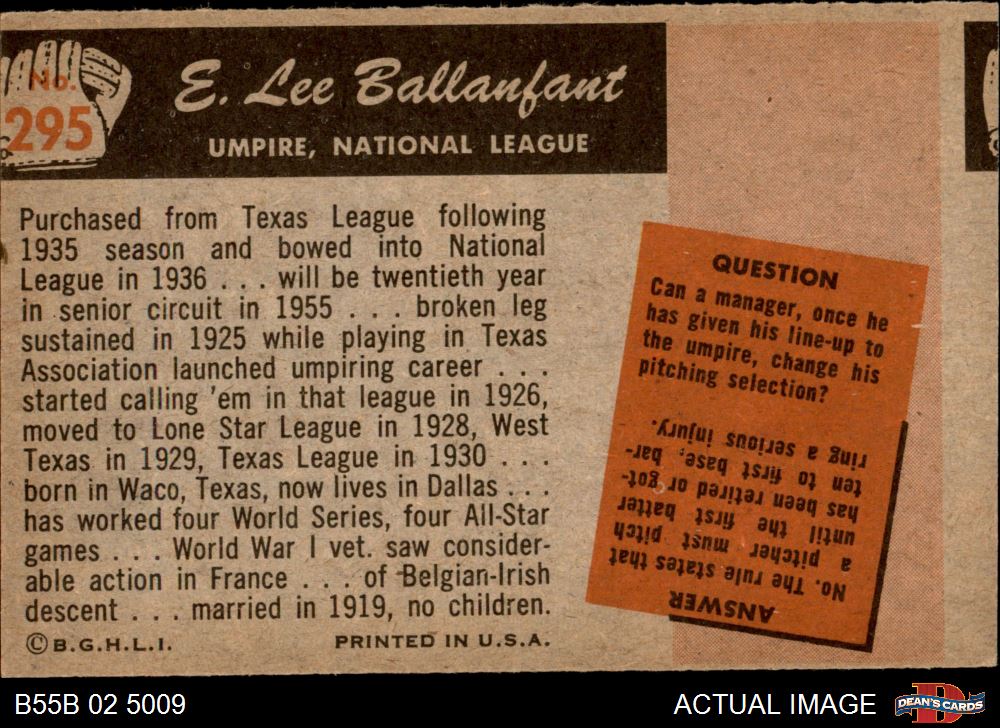 No.
295
E. Lee Ballanfant
UMPIRE, NATIONAL LEAGUE
Purchased from Texas League following
1935 season and bowed into National
League in 1936 . . . will be twentieth year
in senior circuit in 1955 . . . broken leg
sustained in 1925 while playing in Texas
Association launched umpiring career . . .
started calling 'em in that league in 1926,
moved to Lone Star League in 1928, West
Texas in 1929, Texas League in 1930 . . .
born in Waco, Texas, now lives in Dallas . . .
has worked four World Series, four All-Star
games . . . World War I vet. saw consider-
able action in France . . . of Belgian-Irish
descent . . . married in 1919, no children.
©B.G.H.L.I. PRINTED IN U.S.A.
QUESTION
Can a manager, once he
has given his line-up to
the umpire, change his
pitching selection?
ANSWER
No. The rule states that
a pitcher must pitch
until the first batter
has been retired or got-
ten to first base, bar-
ring a serious injury.
B55B 02 5009
ACTUAL IMAGE
DEAN'S CARDS